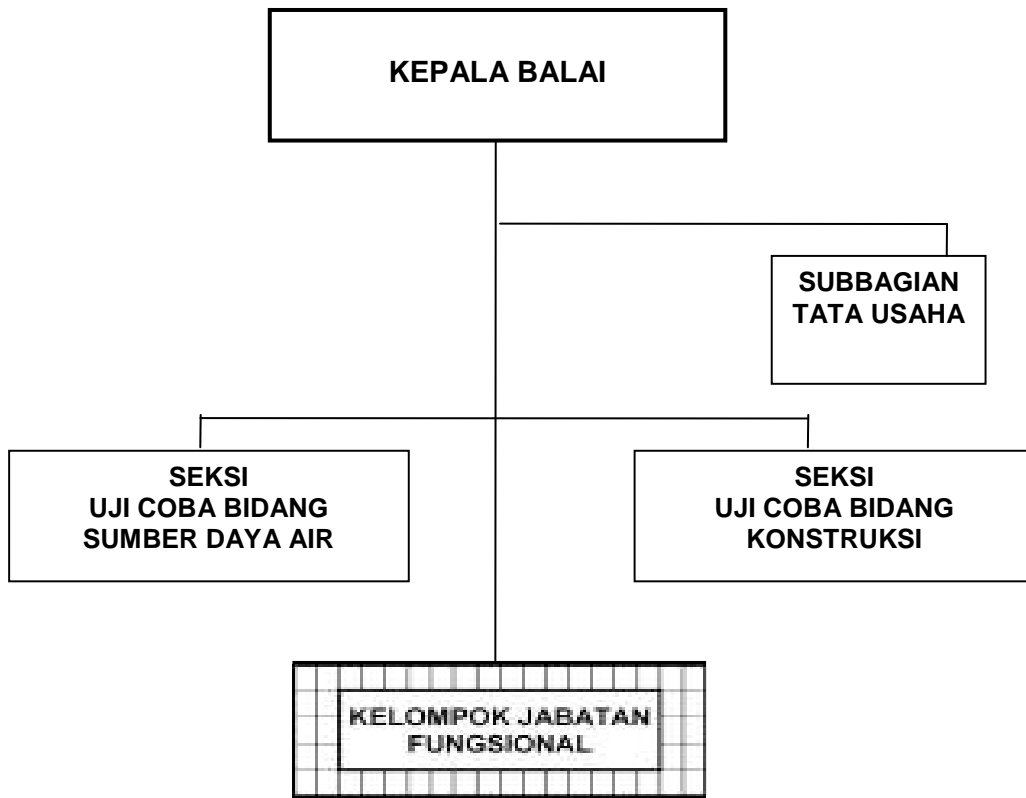 KEPALA BALAI
SUBBAGIAN
TATA USAHA
SEKSI
UJI COBA BIDANG
SUMBER DAYA AIR
SEKSI
UJI COBA BIDANG
KONSTRUKSI
KELOMPOK JABATAN
FUNGSIONAL